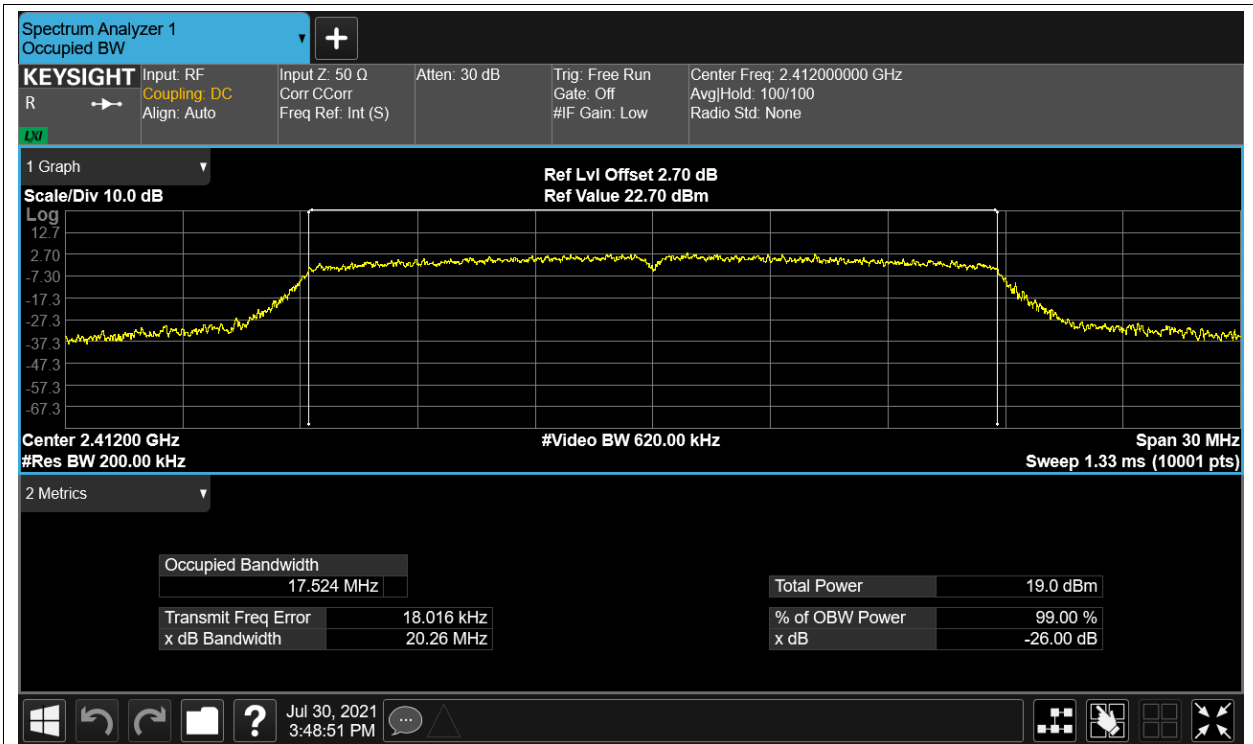 Spectrum Analyzer 1
Occupied BW
KEYSIGHT
R
LXI
Input: RF
Coupling: DC
Align: Auto
Input Z: 50 Ω
Corr CCorr
Freq Ref: Int (S)
Atten: 30 dB
Trig: Free Run
Gate: Off
#IF Gain: Low
Center Freq: 2.412000000 GHz
Avg|Hold: 100/100
Radio Std: None
1 Graph
Scale/Div 10.0 dB
Ref Lvl Offset 2.70 dB
Ref Value 22.70 dBm
Log
12.7
2.70
-7.30
-17.3
-27.3
-37.3
-47.3
-57.3
-67.3
Center 2.41200 GHz
#Video BW 620.00 kHz
Span 30 MHz
#Res BW 200.00 kHz
Sweep 1.33 ms (10001 pts)
2 Metrics
Occupied Bandwidth
17.524 MHz
Transmit Freq Error 18.016 kHz
x dB Bandwidth 20.26 MHz
Total Power 19.0 dBm
% of OBW Power 99.00 %
x dB -26.00 dB
?
Jul 30, 2021
3:48:51 PM